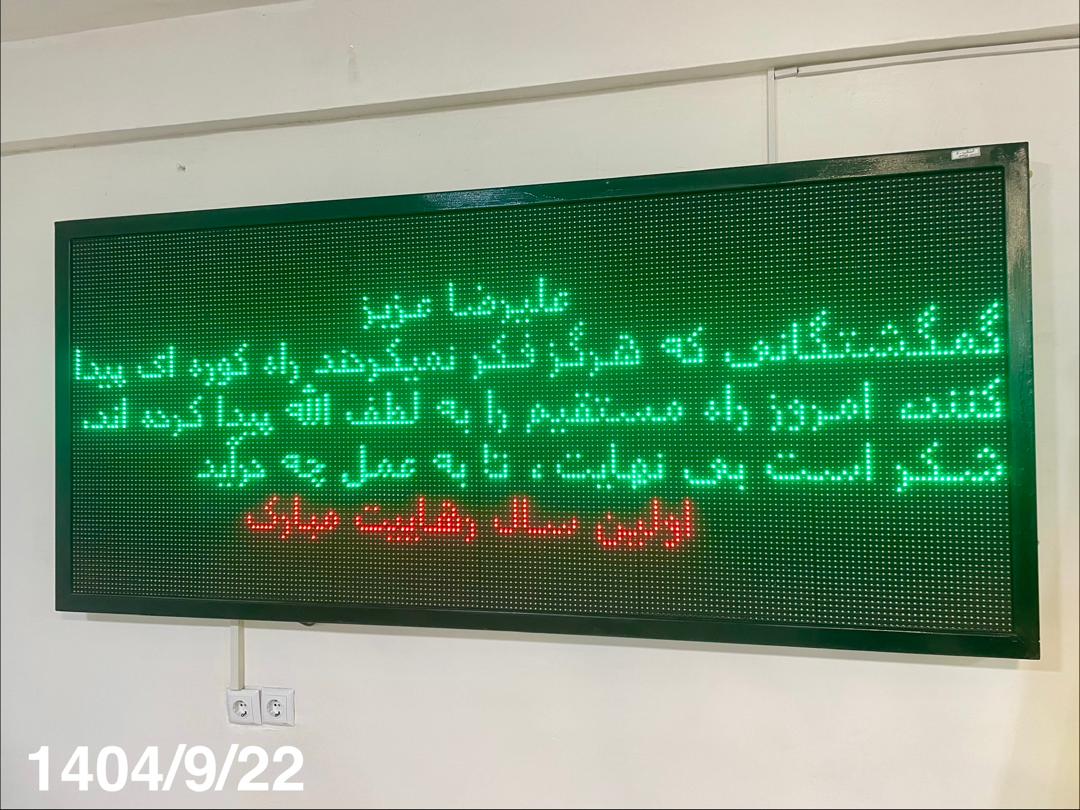 علیرضا عزیز
گمگشتگانی که هرگز فکر نمیکردند راه کوره ای پیدا
کنند، امروز راه مستقیم را به لطف الله پیدا کرده اند،
شکر است بی نهایت، تا به عمل چه درآید
اولین سال رهاییت مبارک
1404/9/22